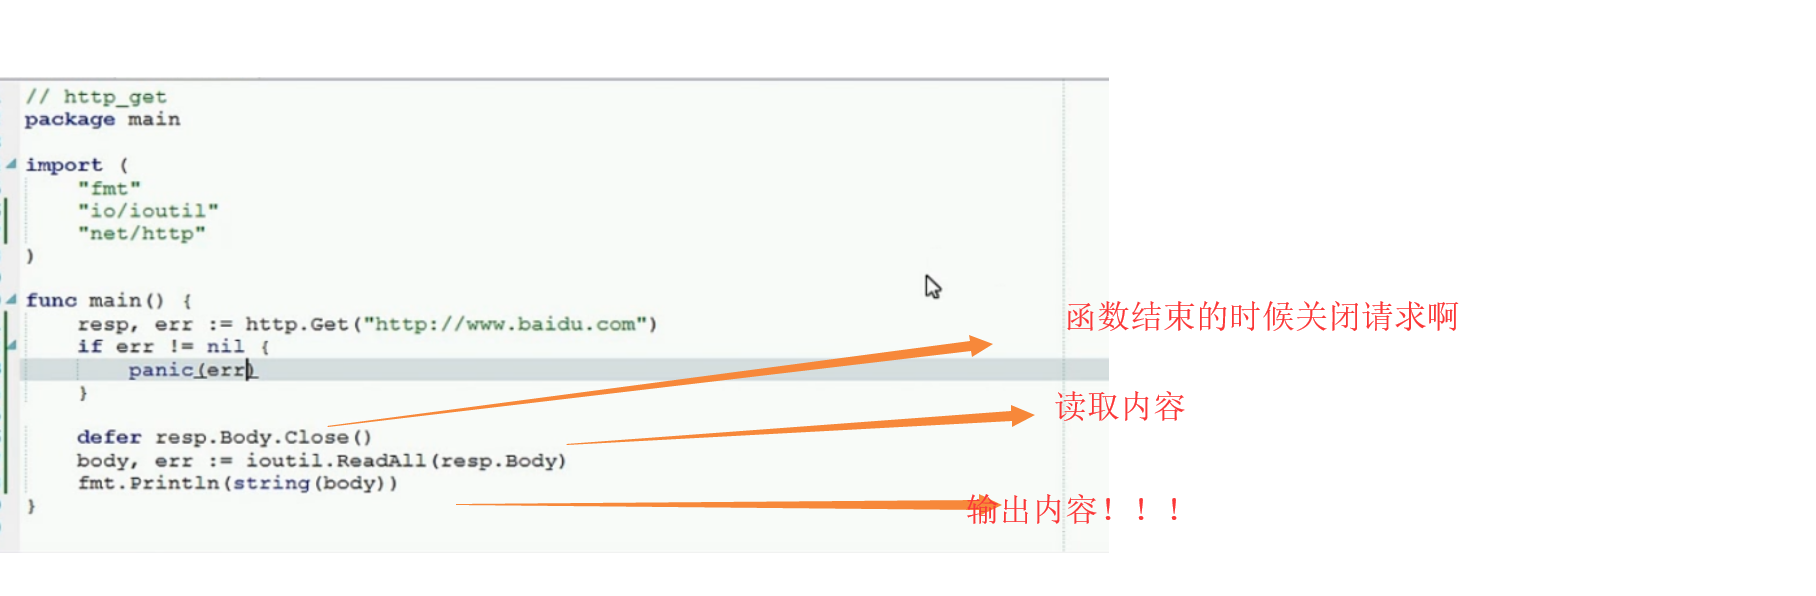 // http_get
package main
import (
"fmt"
"io/ioutil"
"net/http"
)
func main() {
resp, err := http.Get("http://www.baidu.com")
if err != nil {
panic(err)
}
defer resp.Body.Close()
body, err := ioutil.ReadAll(resp.Body)
fmt.Println(string(body))
}
函数结束的时候关闭请求啊
读取内容
输出内容！！！